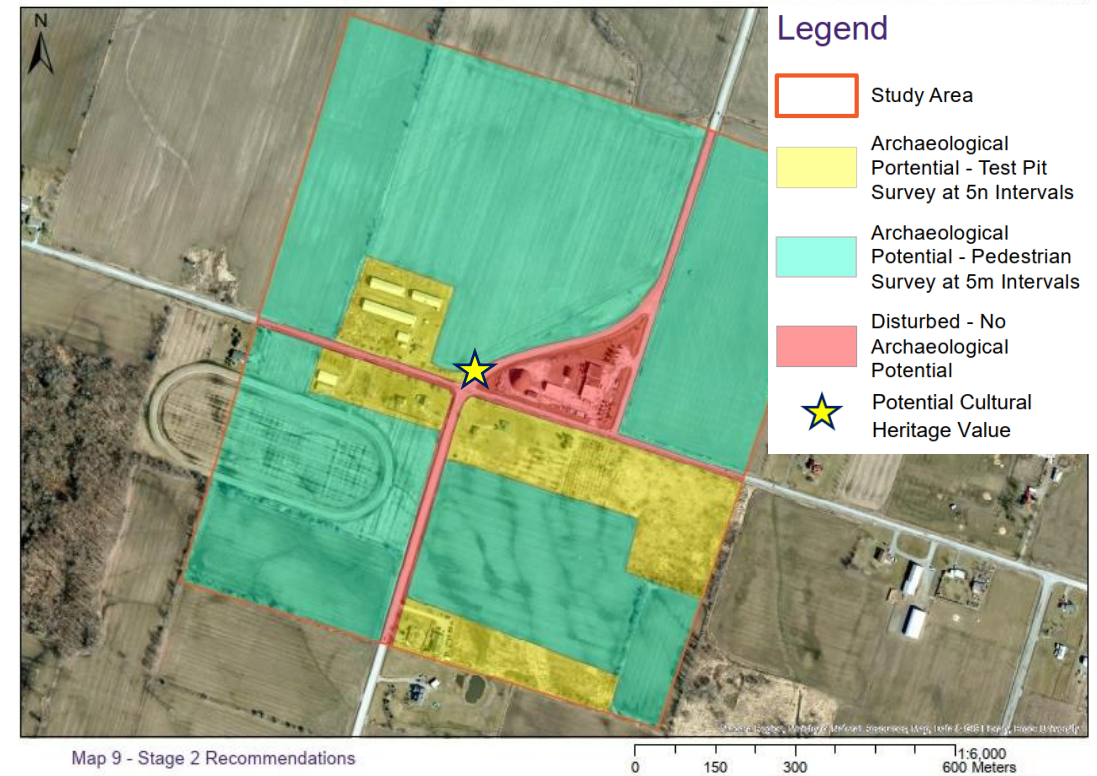 N
Legend
Study Area
Archaeological
Portential - Test Pit
Survey at 5n Intervals
Archaeological
Potential - Pedestrian
Survey at 5m Intervals
Disturbed - No
Archaeological
Potential
Potential Cultural
Heritage Value
Map 9 - Stage 2 Recommendations
1:6,000
0 150 300 600 Meters